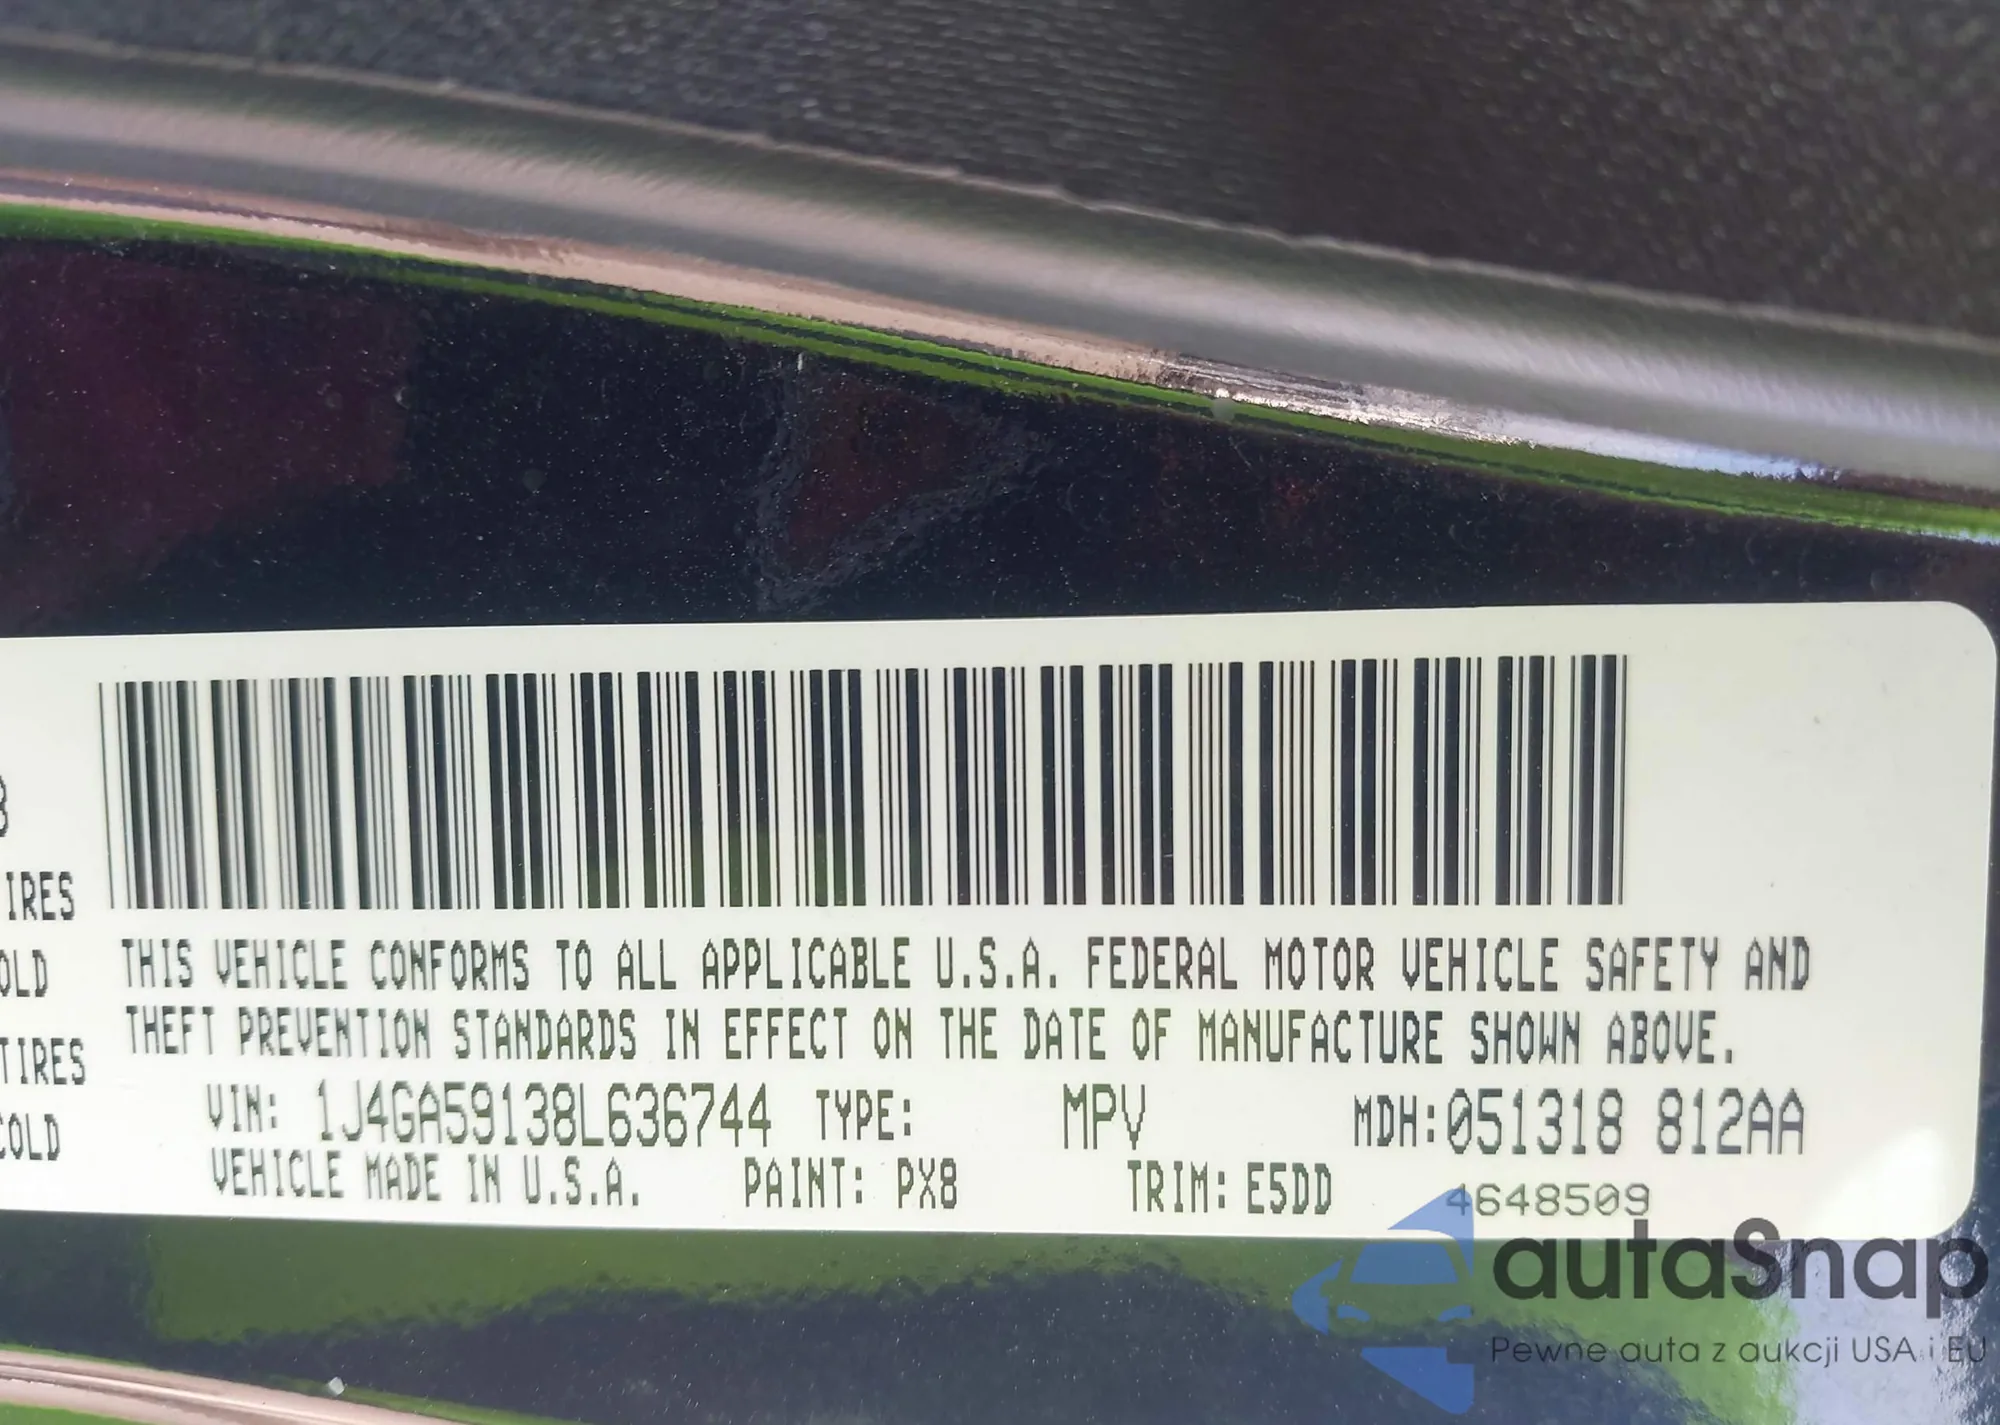 IRES
OLD
TIRES
COLD
THIS VEHICLE CONFORMS TO ALL APPLICABLE U.S.A. FEDERAL MOTOR VEHICLE SAFETY AND
THEFT PREVENTION STANDARDS IN EFFECT ON THE DATE OF MANUFACTURE SHOWN ABOVE.
VIN: 1J4GA59138L636744 TYPE: MPV MDH:051318 812AA
VEHICLE MADE IN U.S.A. PAINT: PX8 TRIM: E5DD 4648509
autaSnap
Pewne auta z aukcji USA i EU